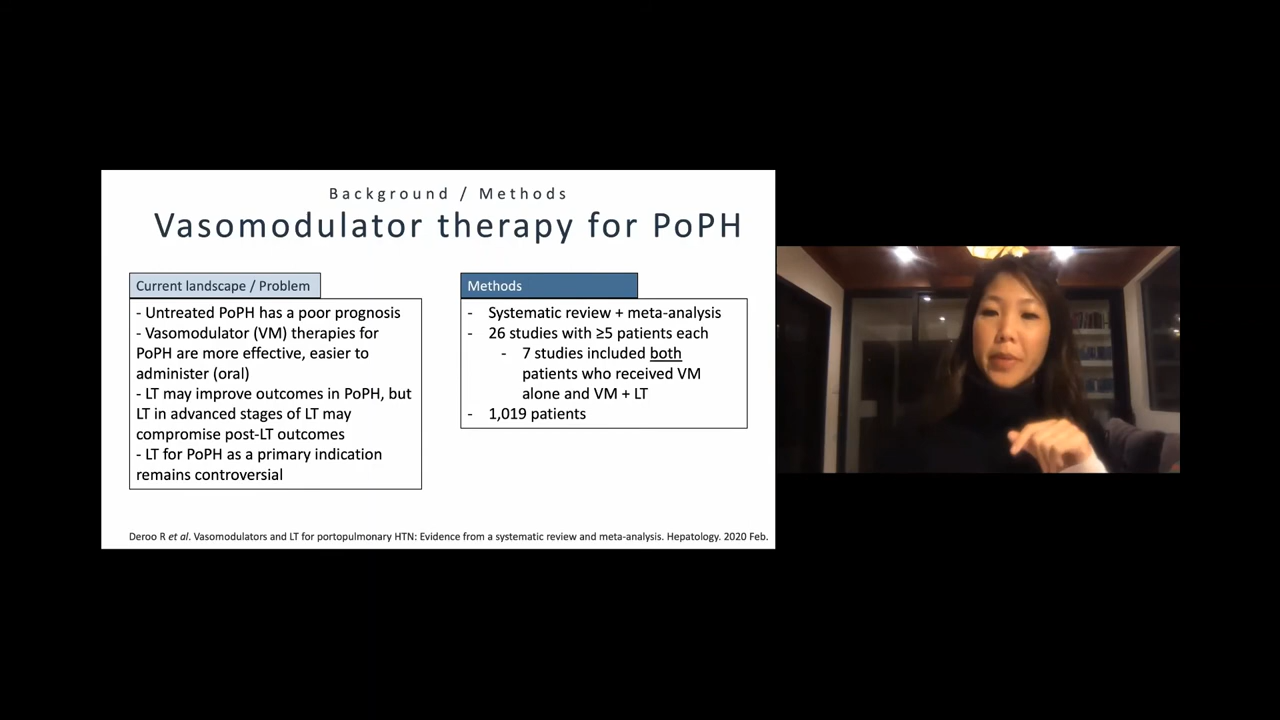 Background / Methods
Vasomodulator therapy for PoPH
Current landscape / Problem
- Untreated PoPH has a poor prognosis
- Vasomodulator (VM) therapies for
PoPH are more effective, easier to
administer (oral)
- LT may improve outcomes in PoPH, but
LT in advanced stages of LT may
compromise post-LT outcomes
- LT for PoPH as a primary indication
remains controversial
Methods
- Systematic review + meta-analysis
- 26 studies with ≥5 patients each
- 7 studies included both
patients who received VM
alone and VM + LT
- 1,019 patients
Deroo R et al. Vasomodulators and LT for portopulmonary HTN: Evidence from a systematic review and meta-analysis. Hepatology. 2020 Feb.